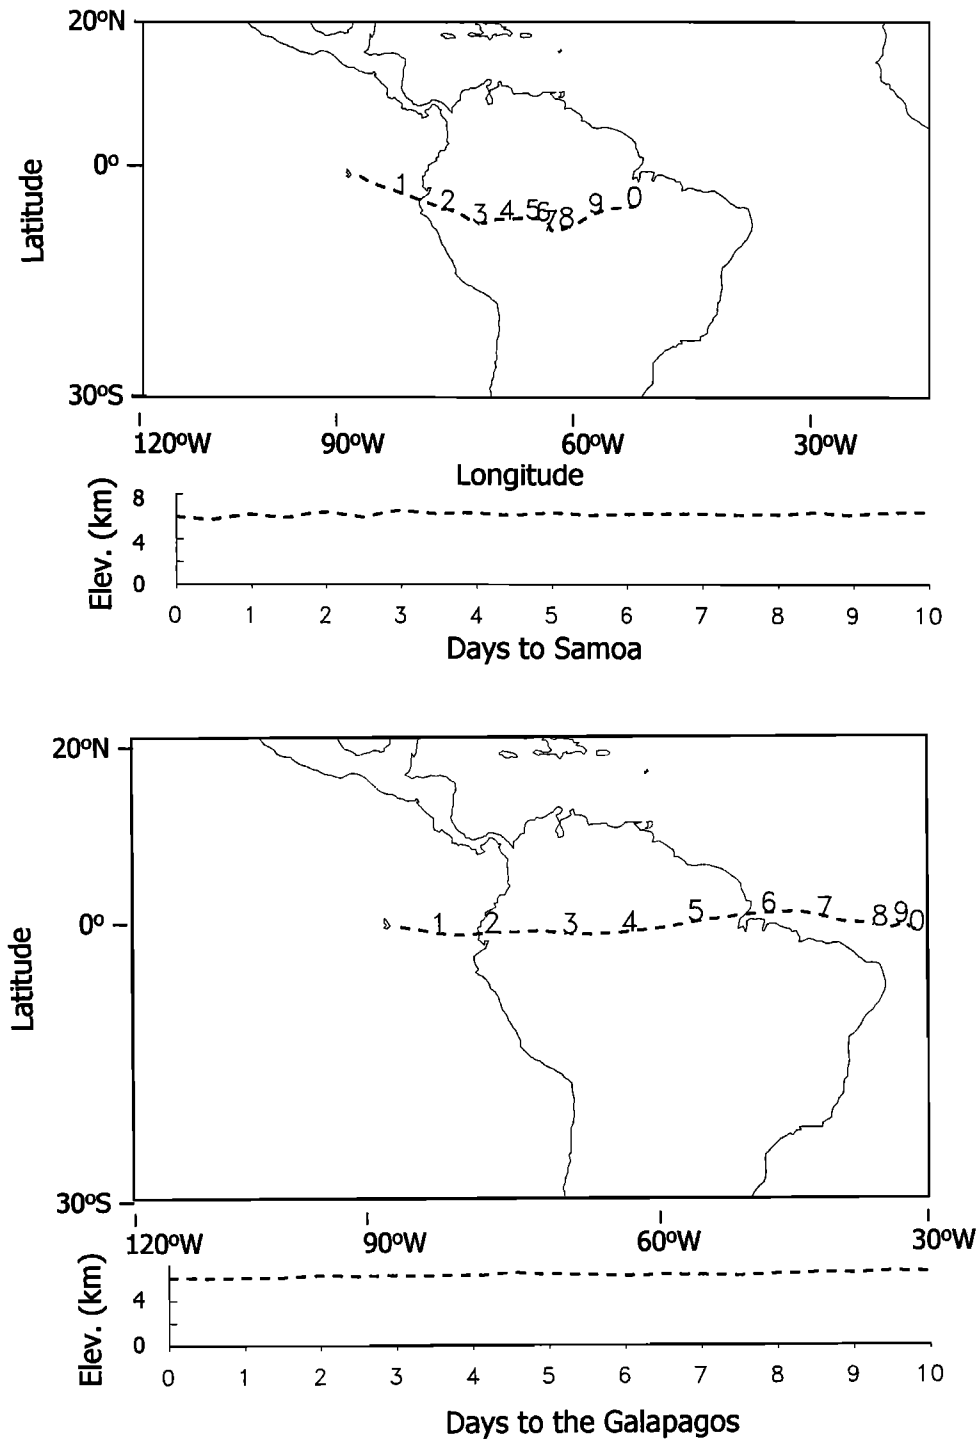 20ºN
0º
30ºS
Latitude
1 2 3 4 5 6 7 8 9 0
120ºW 90ºW 60ºW 30ºW
Longitude
8
4
0
Elev. (km)
0 1 2 3 4 5 6 7 8 9 10
Days to Samoa
20ºN
0º
30ºS
Latitude
1 2 3 4 5 6 7 8 9 0
120ºW 90ºW 60ºW 30ºW
4
0
Elev. (km)
0 1 2 3 4 5 6 7 8 9 10
Days to the Galapagos